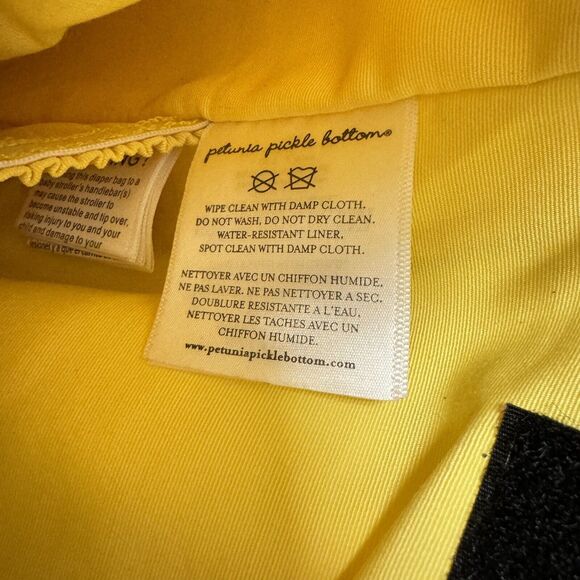 petunia pickle bottom®
WIPE CLEAN WITH DAMP CLOTH.
DO NOT WASH, DO NOT DRY CLEAN.
WATER-RESISTANT LINER,
SPOT CLEAN WITH DAMP CLOTH.
NETTOYER AVEC UN CHIFFON HUMIDE.
NE PAS LAVER. NE PAS NETTOYER A SEC.
DOUBLURE RESISTANTE A L'EAU,
NETTOYER LES TACHES AVEC UN
CHIFFON HUMIDE.
www.petuniapicklebottom.com
this diaper bag to a
stroller's handlebar(s)
may cause the stroller to
become unstable and tip over,
injury to you and your
and damage to your